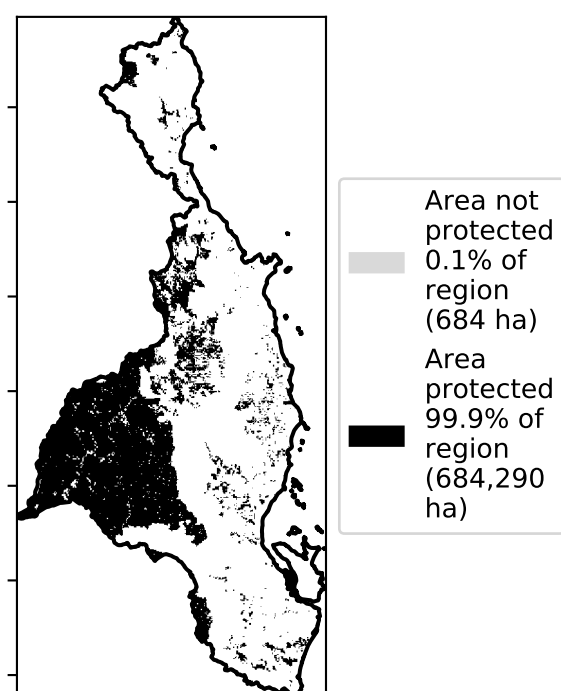 Area not
protected
0.1% of
region
(684 ha)
Area
protected
99.9% of
region
(684,290
ha)